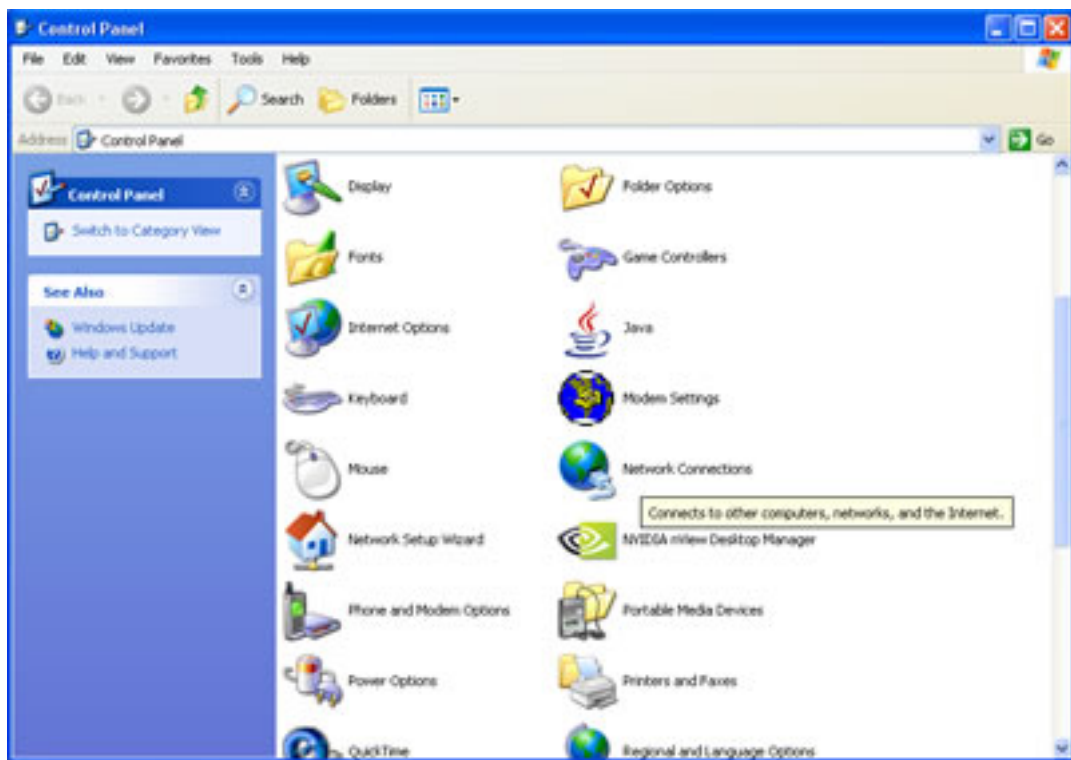 Control Panel
File Edit View Favorites Tools Help
Back Search Folders
Address Control Panel Go
Control Panel
Switch to Category View
See Also
Windows Update
Help and Support
Display Folder Options
Fonts Game Controllers
Internet Options Java
Keyboard Modem Settings
Mouse Network Connections
Connects to other computers, networks, and the Internet.
Network Setup Wizard NVIDIA nView Desktop Manager
Phone and Modem Options Portable Media Devices
Power Options Printers and Faxes
QuickTime Regional and Language Options